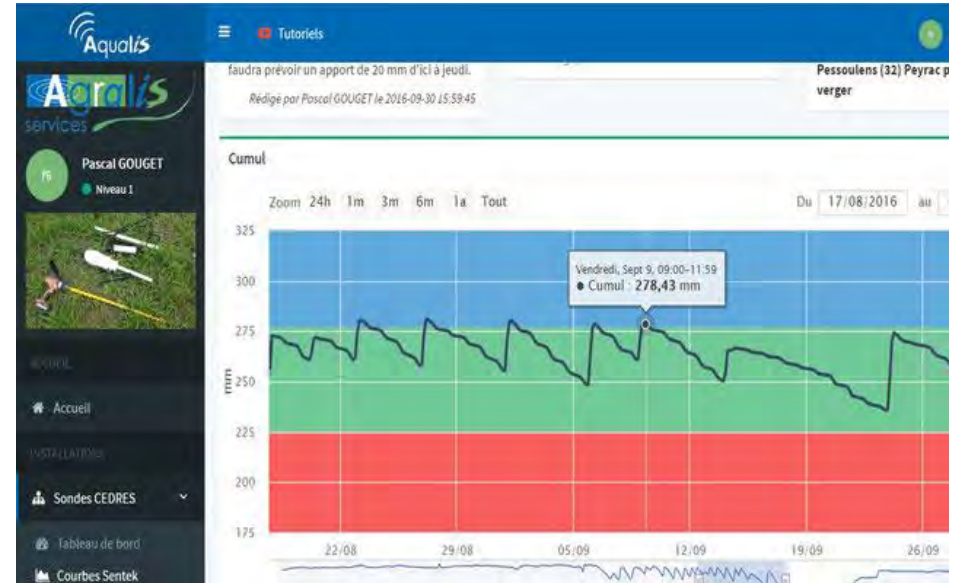 Aqualis
Tutoriels
Agralis
services
PG
Pascal GOUGET
Niveau 1
ACCUEIL
Accueil
INSTALLATIONS
Sondes CEDRES
Tableau de bord
Courbes Sentek
faudra prévoir un apport de 20 mm d'ici à jeudi.
Rédigé par Pascal GOUGET le 2016-09-30 15:59:45
Pessoulens (32) Peyrac p
verger
Cumul
Zoom 24h 1m 3m 6m 1a Tout
Du 17/08/2016 au
325
300
275
250
225
200
175
mm
Vendredi, Sept 9, 09:00-11:59
Cumul : 278,43 mm
22/08 29/08 05/09 12/09 19/09 26/09